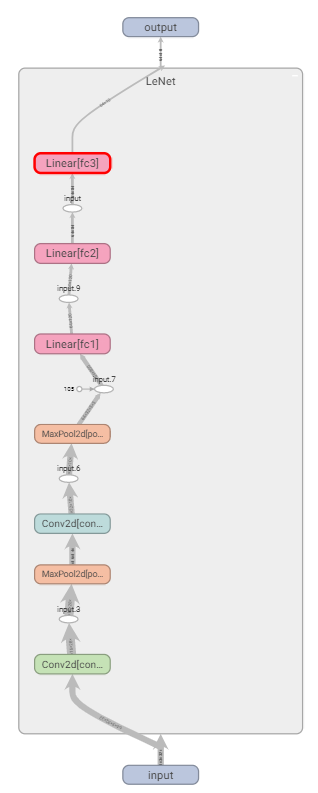 output
LeNet
Linear[fc3]
input
Linear[fc2]
input.9
Linear[fc1]
input.7
MaxPool2d[po...
input.6
Conv2d[con...
MaxPool2d[po...
input.3
Conv2d[con...
input